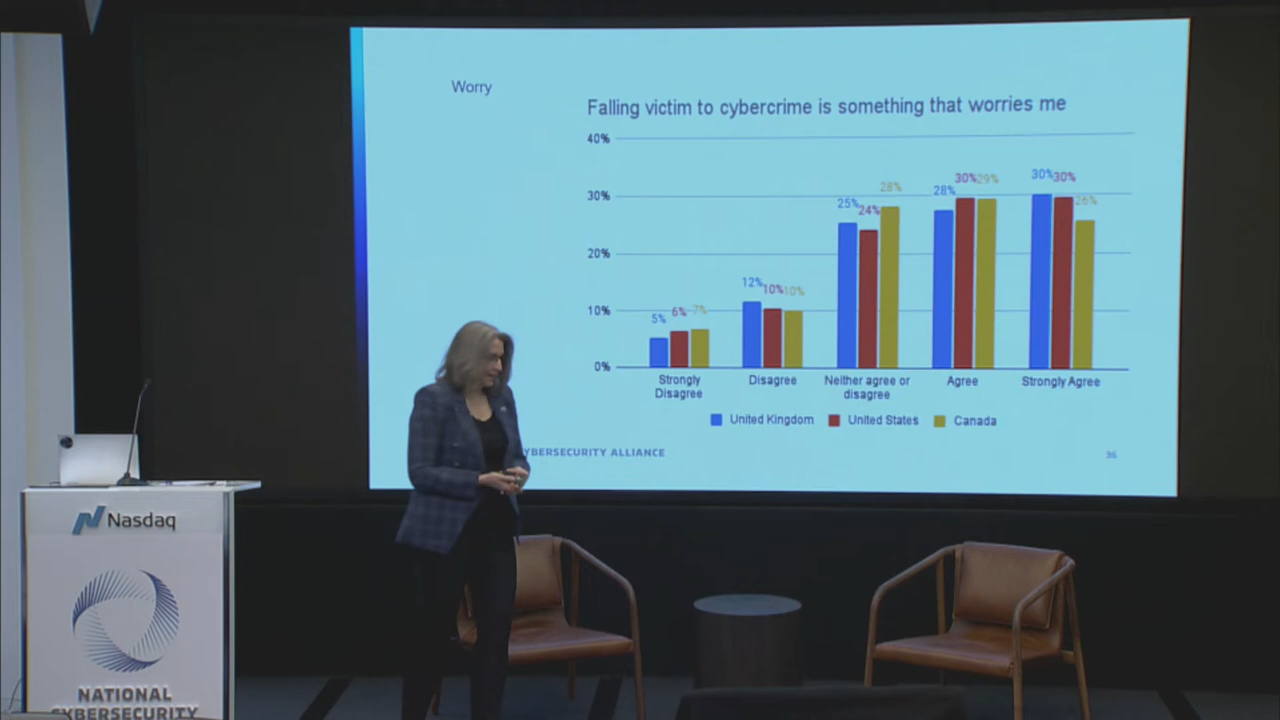 Worry
Falling victim to cybercrime is something that worries me
40%
30%
20%
10%
0%
5% 6% 7%
12% 10% 10%
25% 24% 28%
28% 30% 29%
30% 30% 26%
Strongly
Disagree
Disagree
Neither agree or
disagree
Agree
Strongly Agree
United Kingdom United States Canada
YBERSECURITY ALLIANCE
36
Nasdaq
NATIONAL
CYBERSECURITY